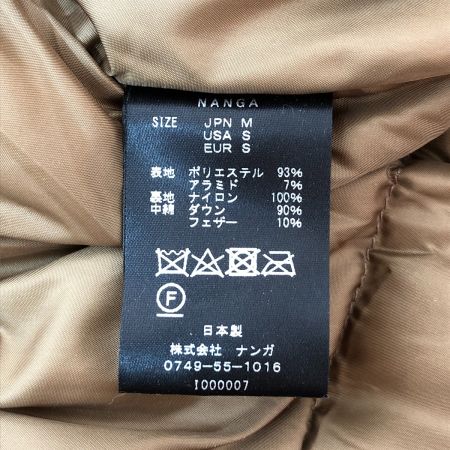 NANGA
SIZE JPN M
USA S
EUR S
表地 ポリエステル 93%
アラミド 7%
裏地 ナイロン 100%
中綿 ダウン 90%
フェザー 10%
F
日本製
株式会社 ナンガ
0749-55-1016
I000007